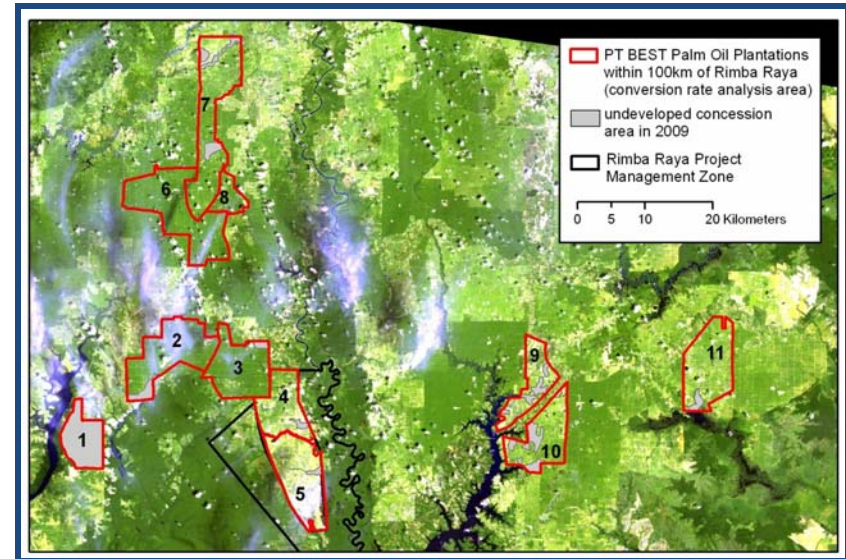 PT BEST Palm Oil Plantations
within 100km of Rimba Raya
(conversion rate analysis area)
undeveloped concession
area in 2009
Rimba Raya Project
Management Zone
0 5 10 20 Kilometers
7
6
8
2
3
9
11
4
1
10
5